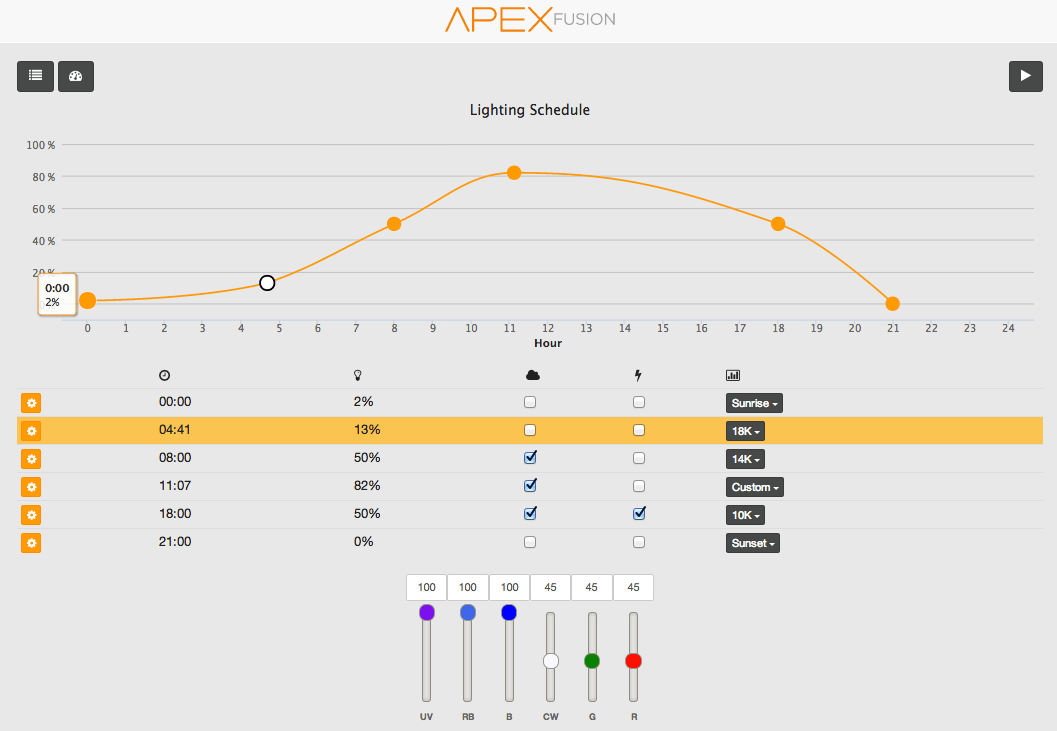 APEX FUSION
Lighting Schedule
100 %
80 %
60 %
40 %
20 %
0:00
2%
0 1 2 3 4 5 6 7 8 9 10 11 12 13 14 15 16 17 18 19 20 21 22 23 24
Hour
00:00 2% Sunrise
04:41 13% 18K
08:00 50% 14K
11:07 82% Custom
18:00 50% 10K
21:00 0% Sunset
100 100 100 45 45 45
UV RB B CW G R